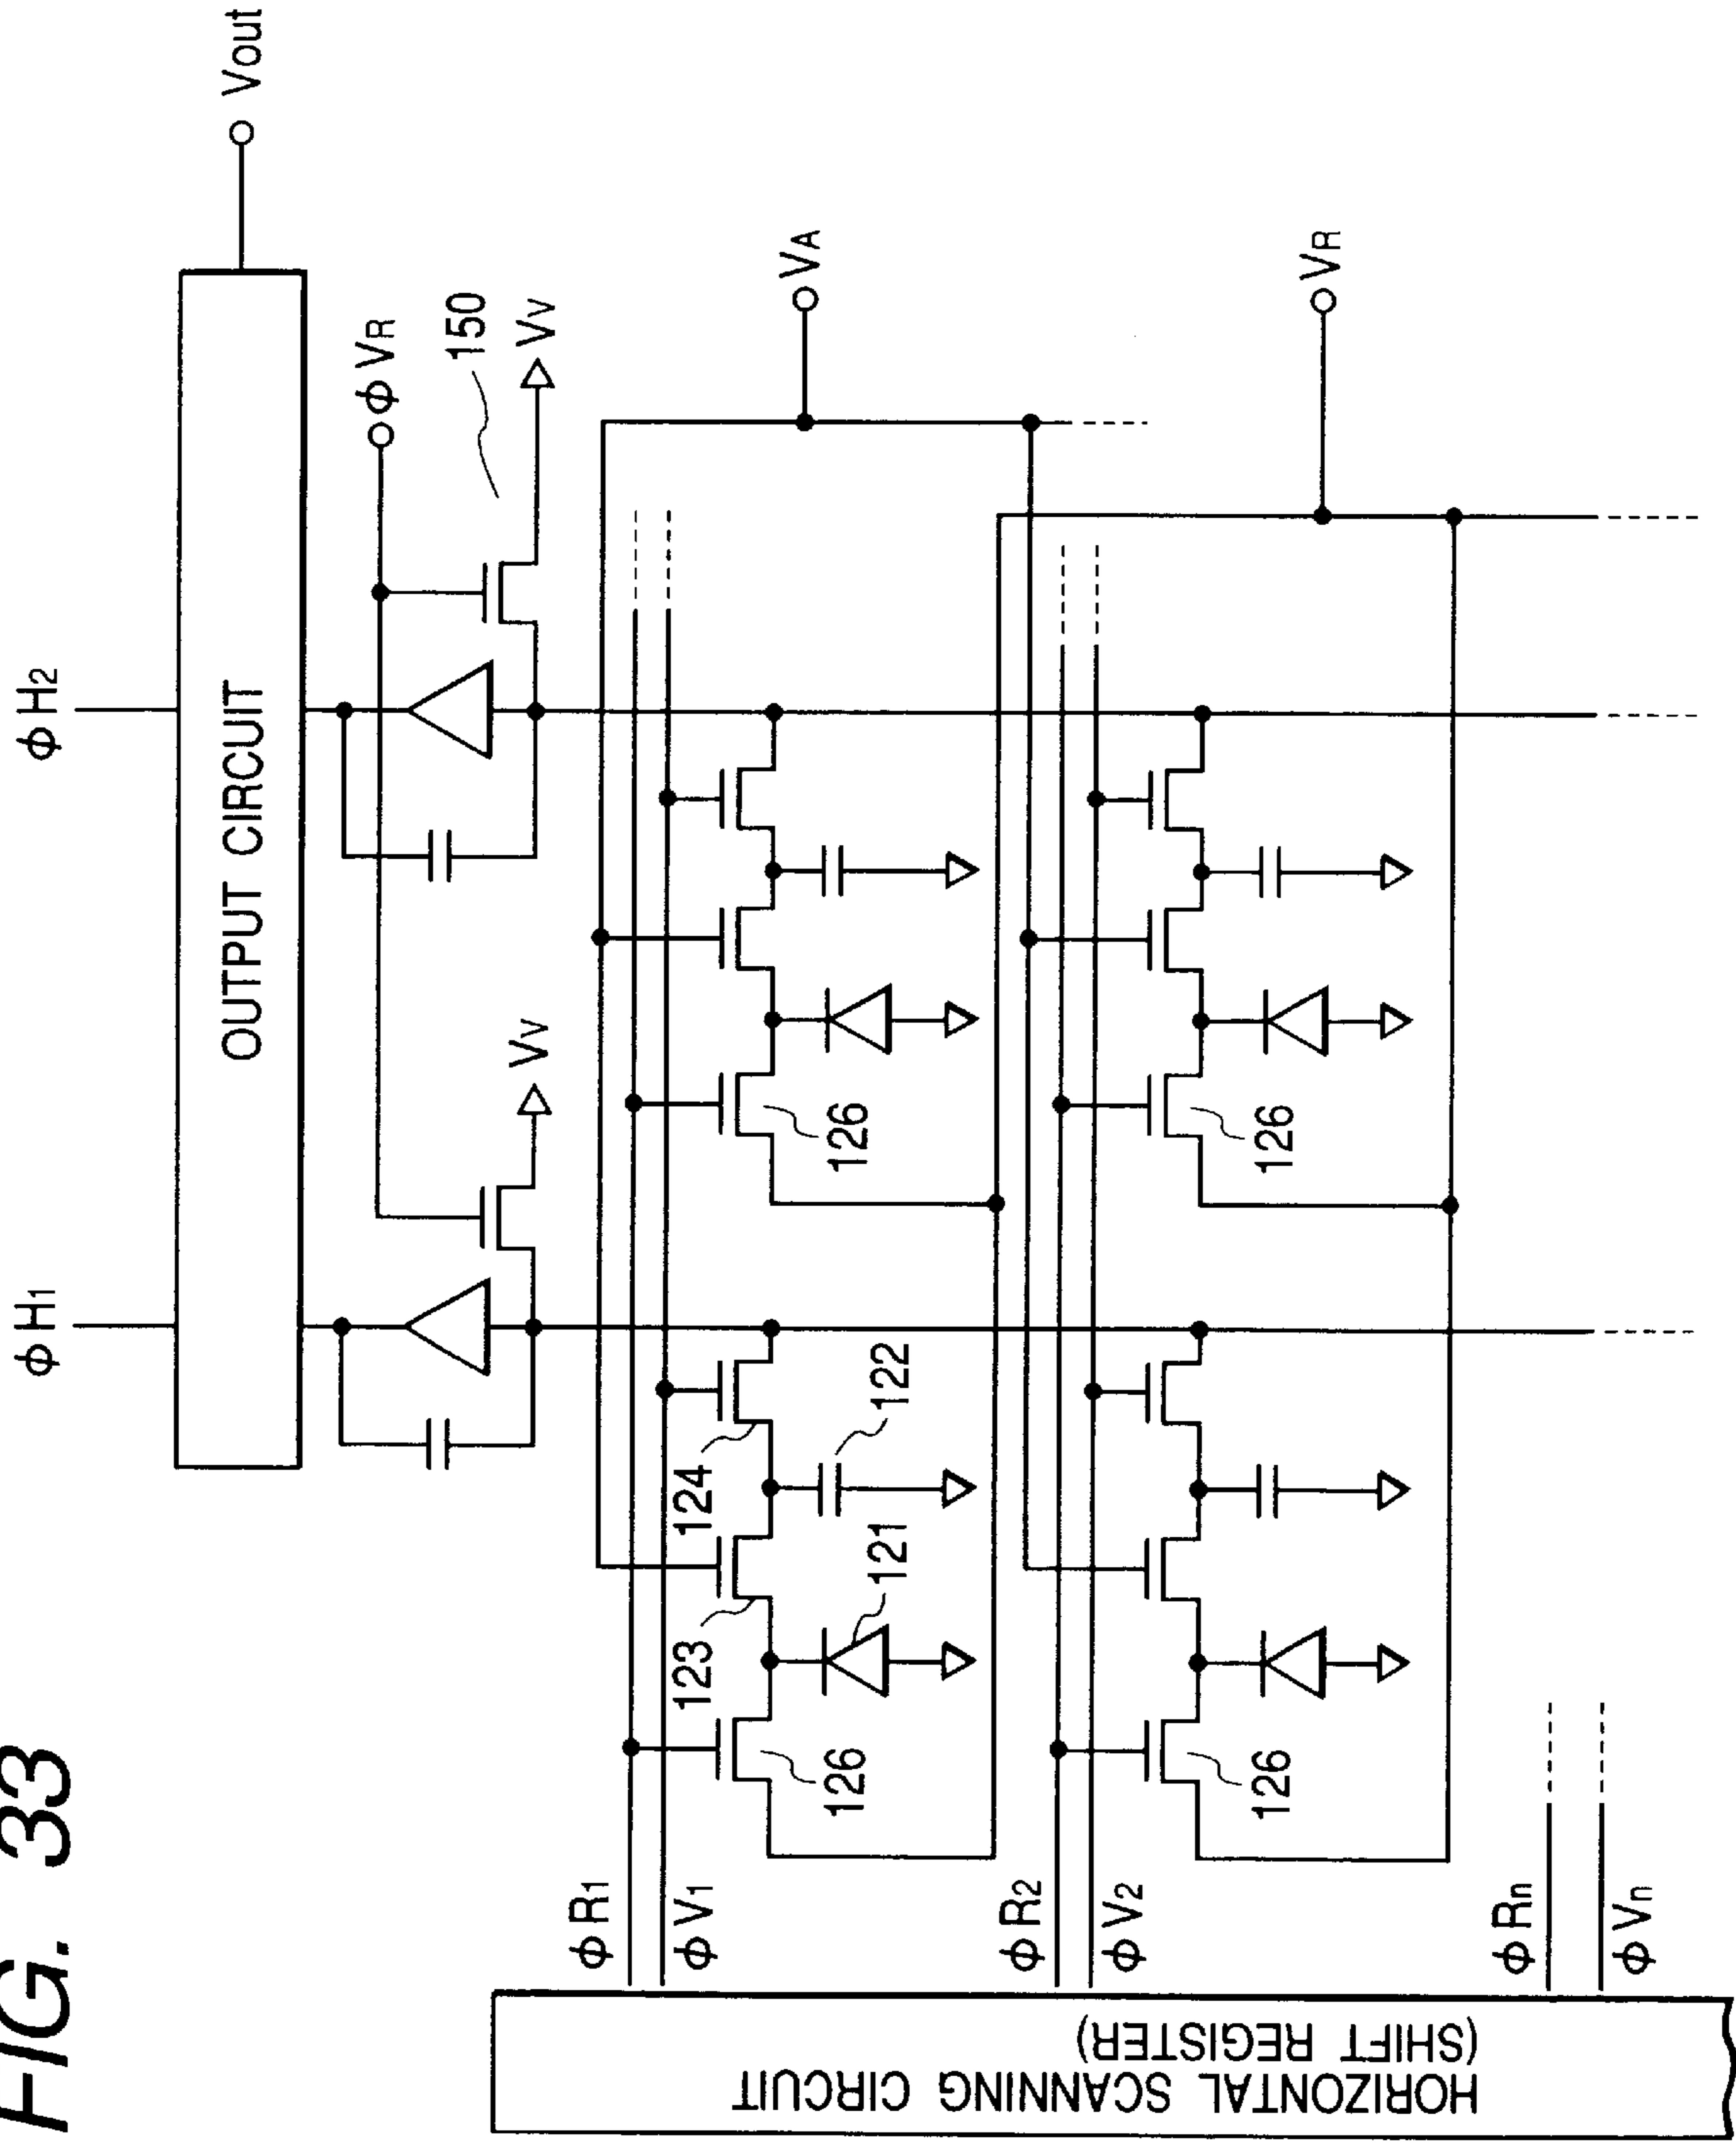 FIG. 33
φH1
φH2
OUTPUT CIRCUIT
Vout
φVR
150
VV
VV
VA
VR
φR1
φV1
123
124
122
121
126
126
φR2
φV2
126
126
φRn
φVn
HORIZONTAL SCANNING CIRCUIT
(SHIFT REGISTER)